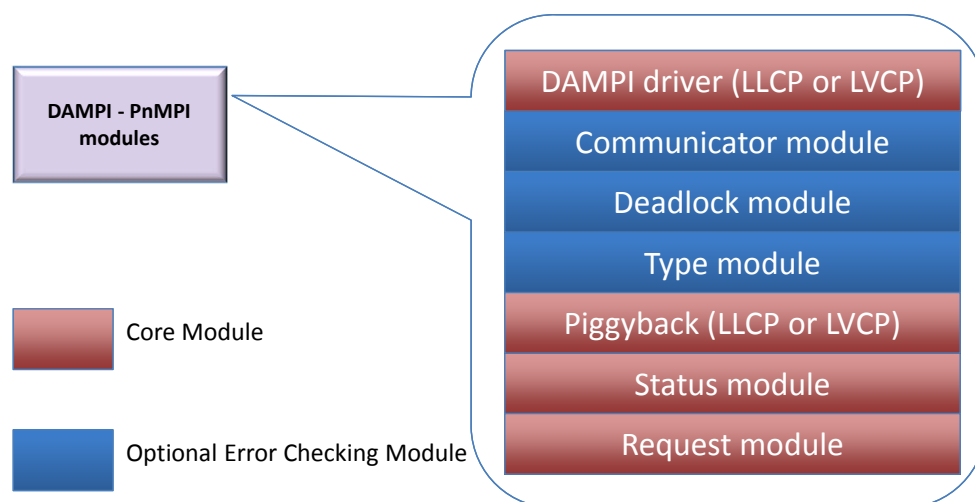 DAMPI - PnMPI
modules
DAMPI driver (LLCP or LVCP)
Communicator module
Deadlock module
Type module
Piggyback (LLCP or LVCP)
Status module
Request module
Core Module
Optional Error Checking Module